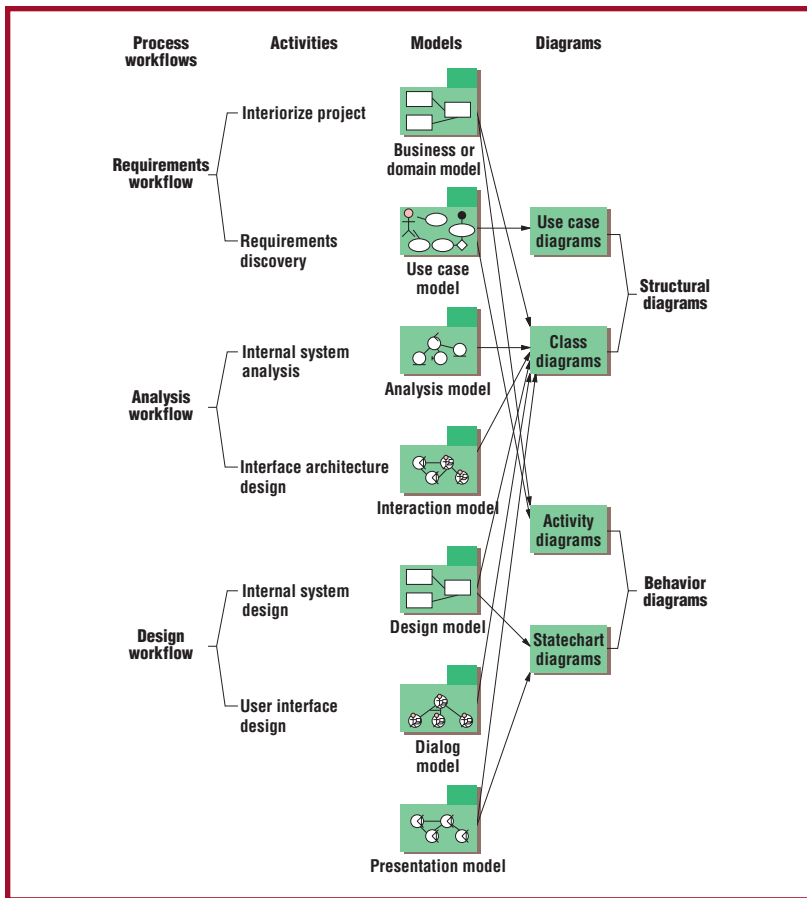 Process
workflows
Activities
Models
Diagrams
Requirements
workflow
Interiorize project
Requirements
discovery
Business or
domain model
Use case
model
Use case
diagrams
Class
diagrams
Structural
diagrams
Analysis
workflow
Internal system
analysis
Interface architecture
design
Analysis model
Interaction model
Activity
diagrams
Statechart
diagrams
Behavior
diagrams
Design
workflow
Internal system
design
User interface
design
Design model
Dialog
model
Presentation model